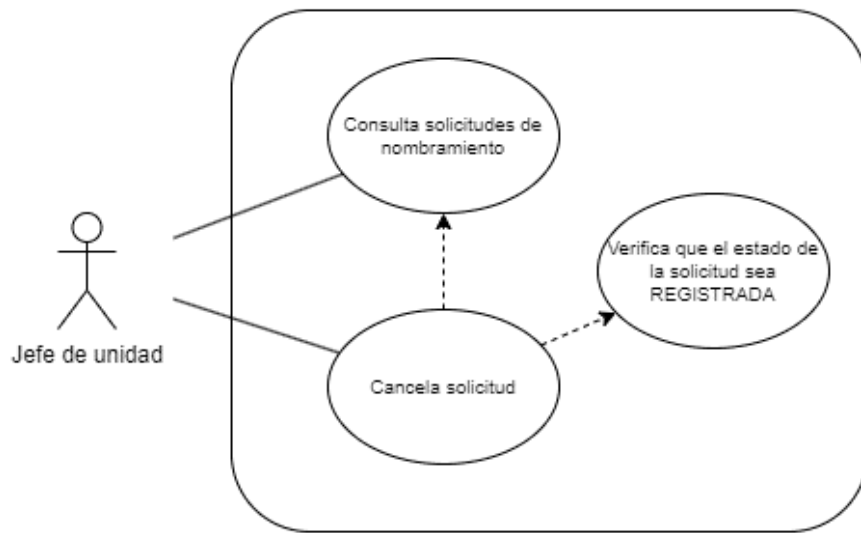 Consulta solicitudes de
nombramiento
Verifica que el estado de
la solicitud sea
REGISTRADA
Jefe de unidad
Cancela solicitud